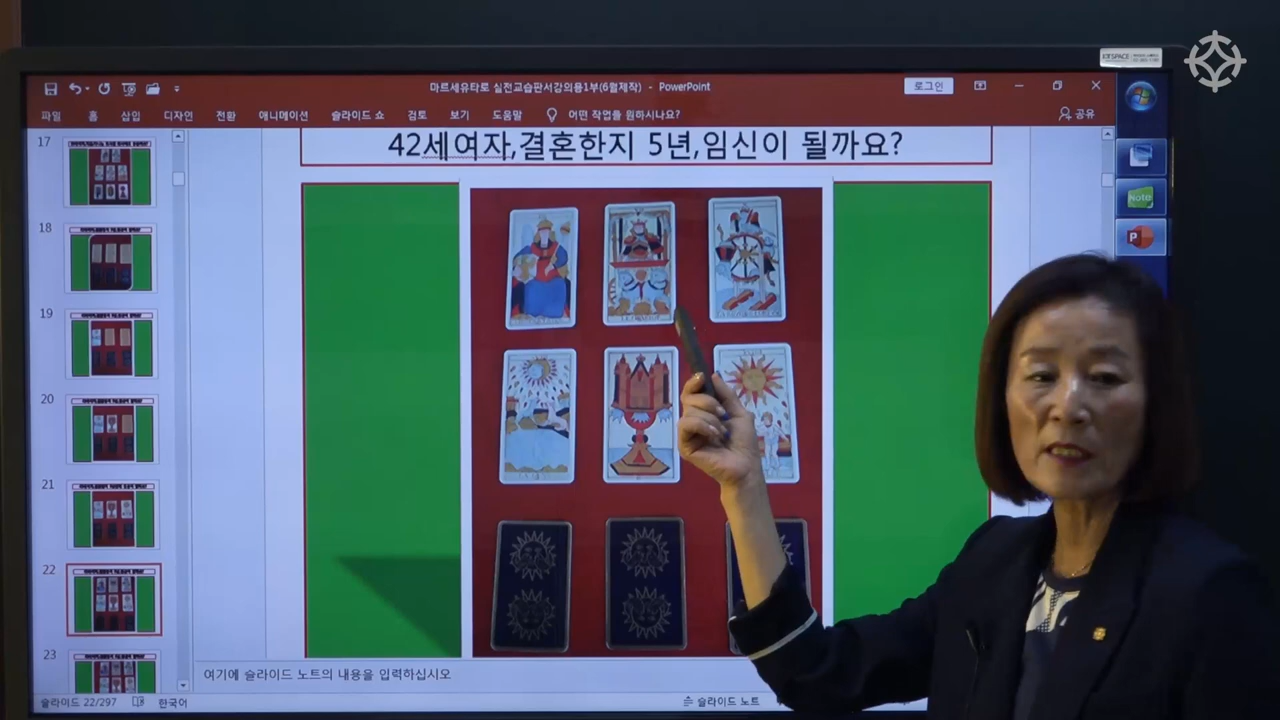 마르세유타로 실전교습판서강의용1부(6월제작) - PowerPoint
로그인
파일 홈 삽입 디자인 전환 애니메이션 슬라이드 쇼 검토 보기 도움말 어떤 작업을 원하시나요? 공유
17
42세여자,결혼한지 5년,임신이 될까요?
18
19
20
21
22
23
Note
P
여기에 슬라이드 노트의 내용을 입력하십시오
슬라이드 22/297 한국어 슬라이드 노트